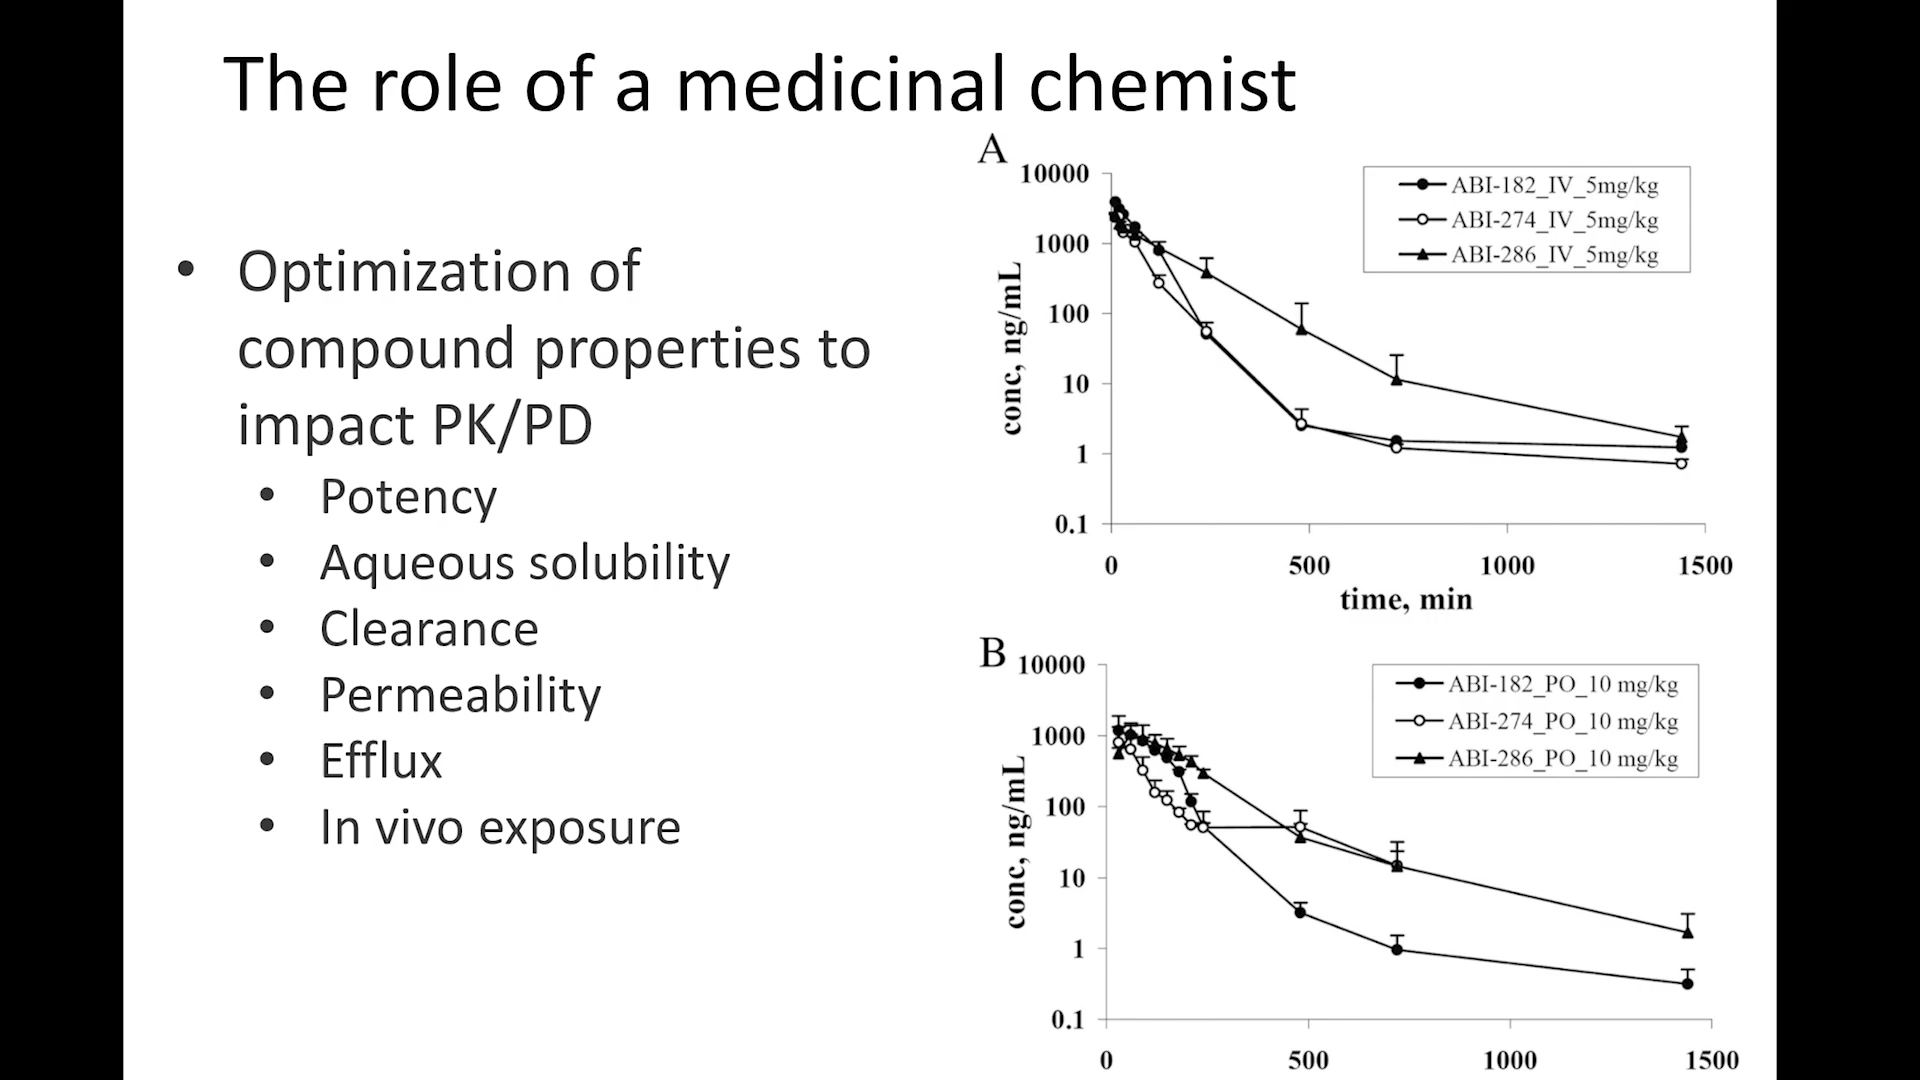 The role of a medicinal chemist
• Optimization of
compound properties to
impact PK/PD
• Potency
• Aqueous solubility
• Clearance
• Permeability
• Efflux
• In vivo exposure
A
10000
1000
100
10
1
0.1
conc, ng/mL
ABI-182_IV_5mg/kg
ABI-274_IV_5mg/kg
ABI-286_IV_5mg/kg
0 500 1000 1500
time, min
B
10000
1000
100
10
1
0.1
conc, ng/mL
ABI-182_PO_10 mg/kg
ABI-274_PO_10 mg/kg
ABI-286_PO_10 mg/kg
0 500 1000 1500